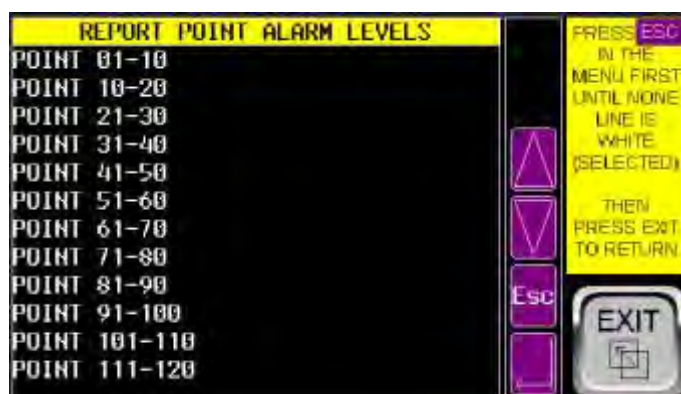 REPORT POINT ALARM LEVELS
POINT 01-10
POINT 10-20
POINT 21-30
POINT 31-40
POINT 41-50
POINT 51-60
POINT 61-70
POINT 71-80
POINT 81-90
POINT 91-100
POINT 101-110
POINT 111-120
Esc
PRESS ESC
IN THE
MENU FIRST
UNTIL NONE
LINE IS
WHITE
(SELECTED)
THEN
PRESS EXIT
TO RETURN
EXIT